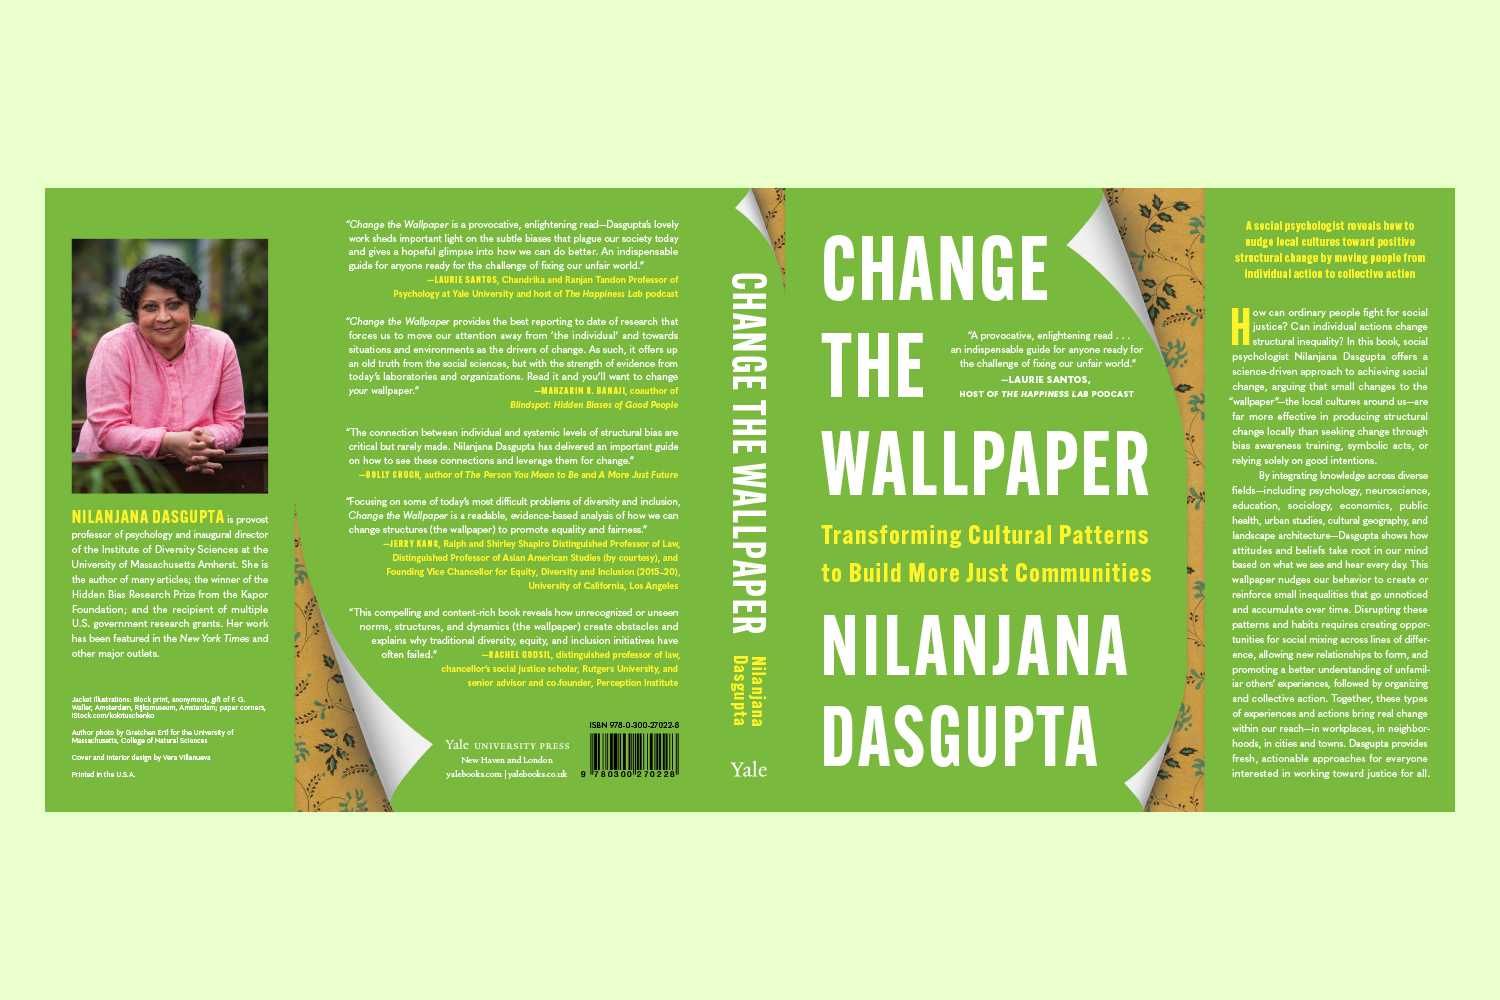 NILANJANA DASGUPTA is provost
professor of psychology and inaugural director
of the Institute of Diversity Sciences at the
University of Massachusetts Amherst. She is
the author of many articles; the winner of the
Hidden Bias Research Prize from the Kapor
Foundation; and the recipient of multiple
U.S. government research grants. Her work
has been featured in the New York Times and
other major outlets.
Jacket illustrations: Block print, anonymous, gift of F. G.
Waller, Amsterdam, Rijksmuseum, Amsterdam; paper corners,
iStock.com/kolotuschenko
Author photo by Gretchen Ertl for the University of
Massachusetts, College of Natural Sciences
Cover and interior design by Vera Villanueva
Printed in the U.S.A.
“Change the Wallpaper is a provocative, enlightening read—Dasgupta’s lovely
work sheds important light on the subtle biases that plague our society today
and gives a hopeful glimpse into how we can do better. An indispensable
guide for anyone ready for the challenge of fixing our unfair world.”
—LAURIE SANTOS, Chandrika and Ranjan Tandon Professor of
Psychology at Yale University and host of The Happiness Lab podcast
“Change the Wallpaper provides the best reporting to date of research that
forces us to move our attention away from ‘the individual’ and towards
situations and environments as the drivers of change. As such, it offers up
an old truth from the social sciences, but with the strength of evidence from
today’s laboratories and organizations. Read it and you’ll want to change
your wallpaper.” —MAHZARIN R. BANAJI, coauthor of
Blindspot: Hidden Biases of Good People
“The connection between individual and systemic levels of structural bias are
critical but rarely made. Nilanjana Dasgupta has delivered an important guide
on how to see these connections and leverage them for change.”
—DOLLY CHUGH, author of The Person You Mean to Be and A More Just Future
“Focusing on some of today’s most difficult problems of diversity and inclusion,
Change the Wallpaper is a readable, evidence-based analysis of how we can
change structures (the wallpaper) to promote equality and fairness.”
—JERRY KANG, Ralph and Shirley Shapiro Distinguished Professor of Law,
Distinguished Professor of Asian American Studies (by courtesy), and
Founding Vice Chancellor for Equity, Diversity and Inclusion (2015–20),
University of California, Los Angeles
“This compelling and content-rich book reveals how unrecognized or unseen
norms, structures, and dynamics (the wallpaper) create obstacles and
explains why traditional diversity, equity, and inclusion initiatives have
often failed.” —RACHEL GODSIL, distinguished professor of law,
chancellor’s social justice scholar, Rutgers University, and
senior advisor and co-founder, Perception Institute
Yale UNIVERSITY PRESS
New Haven and London
yalebooks.com | yalebooks.co.uk
ISBN 978-0-300-27022-8
9 780300 270228
CHANGE THE WALLPAPER
Nilanjana
Dasgupta
Yale
CHANGE
THE
WALLPAPER
“A provocative, enlightening read . . .
an indispensable guide for anyone ready for
the challenge of fixing our unfair world.”
—LAURIE SANTOS,
HOST OF THE HAPPINESS LAB PODCAST
Transforming Cultural Patterns
to Build More Just Communities
NILANJANA
DASGUPTA
A social psychologist reveals how to
nudge local cultures toward positive
structural change by moving people from
individual action to collective action
How can ordinary people fight for social
justice? Can individual actions change
structural inequality? In this book, social
psychologist Nilanjana Dasgupta offers a
science-driven approach to achieving social
change, arguing that small changes to the
“wallpaper”—the local cultures around us—are
far more effective in producing structural
change locally than seeking change through
bias awareness training, symbolic acts, or
relying solely on good intentions.
By integrating knowledge across diverse
fields—including psychology, neuroscience,
education, sociology, economics, public
health, urban studies, cultural geography, and
landscape architecture—Dasgupta shows how
attitudes and beliefs take root in our mind
based on what we see and hear every day. This
wallpaper nudges our behavior to create or
reinforce small inequalities that go unnoticed
and accumulate over time. Disrupting these
patterns and habits requires creating oppor-
tunities for social mixing across lines of differ-
ence, allowing new relationships to form, and
promoting a better understanding of unfamil-
iar others’ experiences, followed by organizing
and collective action. Together, these types
of experiences and actions bring real change
within our reach—in workplaces, in neighbor-
hoods, in cities and towns. Dasgupta provides
fresh, actionable approaches for everyone
interested in working toward justice for all.